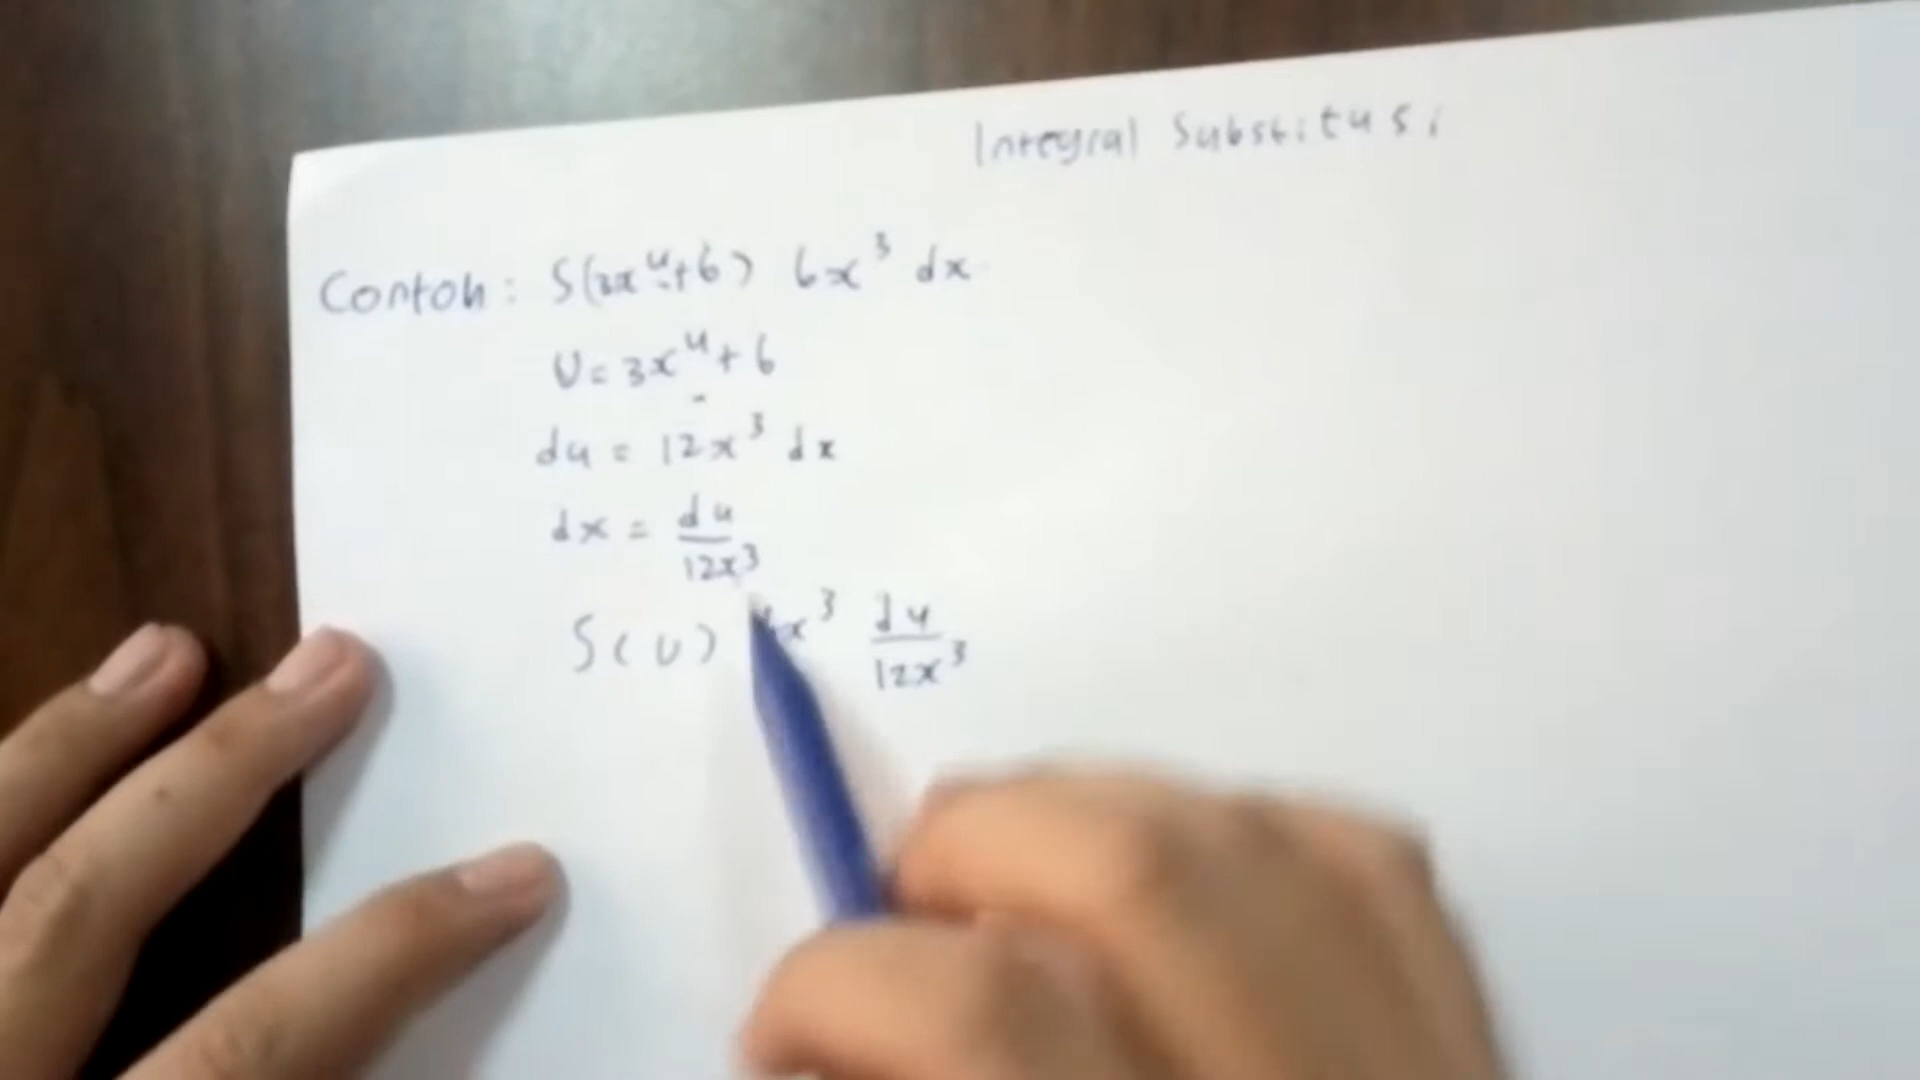 Integral Substitusi
Contoh: ∫(3x⁴+6) 6x³ dx
U = 3x⁴ + 6
du = 12x³ dx
dx = du/12x³
∫(U) x³ du/12x³